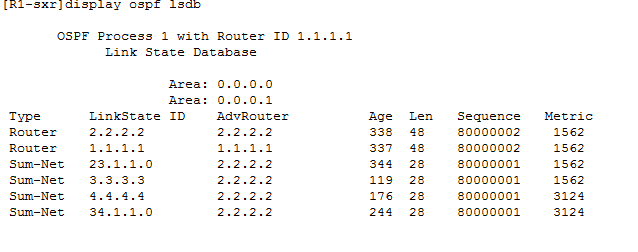 [R1-sxr]display ospf lsdb
OSPF Process 1 with Router ID 1.1.1.1
Link State Database
Area: 0.0.0.0
Area: 0.0.0.1
Type LinkState ID AdvRouter Age Len Sequence Metric
Router 2.2.2.2 2.2.2.2 338 48 80000002 1562
Router 1.1.1.1 1.1.1.1 337 48 80000002 1562
Sum-Net 23.1.1.0 2.2.2.2 344 28 80000001 1562
Sum-Net 3.3.3.3 2.2.2.2 119 28 80000001 1562
Sum-Net 4.4.4.4 2.2.2.2 176 28 80000001 3124
Sum-Net 34.1.1.0 2.2.2.2 244 28 80000001 3124